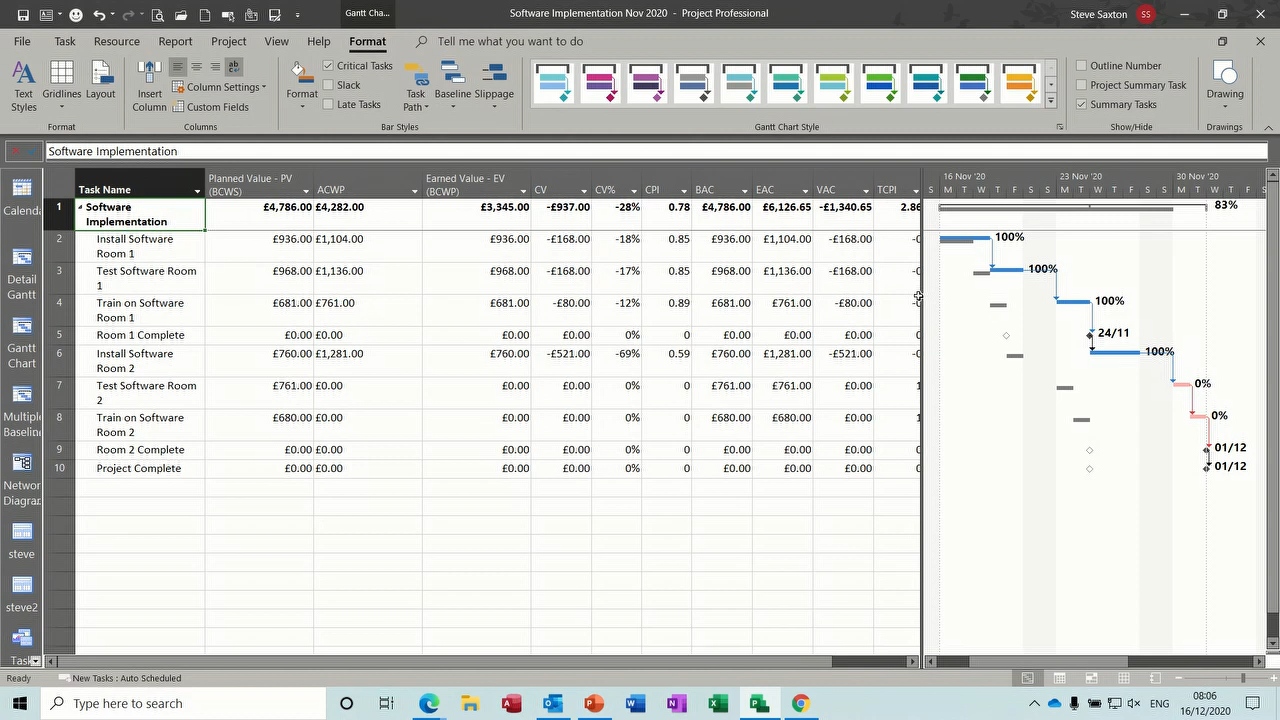 Gantt Cha...
Software Implementation Nov 2020 - Project Professional
Steve Saxton SS
File Task Resource Report Project View Help Format Tell me what you want to do
Text Styles
Gridlines
Layout
Format
Insert Column
Column Settings
Custom Fields
Columns
Format
Critical Tasks
Slack
Late Tasks
Task Path
Baseline
Slippage
Bar Styles
Gantt Chart Style
Outline Number
Project Summary Task
Summary Tasks
Show/Hide
Drawing
Drawings
Software Implementation
Calenda
Detail Gantt
Gantt Chart
Multiple Baselin
Networ Diagra
steve
steve2
Task
Task Name Planned Value - PV (BCWS) ACWP Earned Value - EV (BCWP) CV CV% CPI BAC EAC VAC TCPI
1 Software Implementation £4,786.00 £4,282.00 £3,345.00 -£937.00 -28% 0.78 £4,786.00 £6,126.65 -£1,340.65 2.86
2 Install Software Room 1 £936.00 £1,104.00 £936.00 -£168.00 -18% 0.85 £936.00 £1,104.00 -£168.00 -0
3 Test Software Room 1 £968.00 £1,136.00 £968.00 -£168.00 -17% 0.85 £968.00 £1,136.00 -£168.00 -0
4 Train on Software Room 1 £681.00 £761.00 £681.00 -£80.00 -12% 0.89 £681.00 £761.00 -£80.00
5 Room 1 Complete £0.00 £0.00 £0.00 £0.00 0% 0 £0.00 £0.00 £0.00 0
6 Install Software Room 2 £760.00 £1,281.00 £760.00 -£521.00 -69% 0.59 £760.00 £1,281.00 -£521.00 -0
7 Test Software Room 2 £761.00 £0.00 £0.00 £0.00 0% 0 £761.00 £761.00 £0.00 1
8 Train on Software Room 2 £680.00 £0.00 £0.00 £0.00 0% 0 £680.00 £680.00 £0.00 1
9 Room 2 Complete £0.00 £0.00 £0.00 £0.00 0% 0 £0.00 £0.00 £0.00 0
10 Project Complete £0.00 £0.00 £0.00 £0.00 0% 0 £0.00 £0.00 £0.00 0
16 Nov '20 23 Nov '20 30 Nov '20
S M T W T F S S M T W T F S S M T W T F S
83%
100%
100%
100%
24/11
100%
0%
0%
01/12
01/12
Ready New Tasks : Auto Scheduled
Type here to search
ENG
08:06
16/12/2020